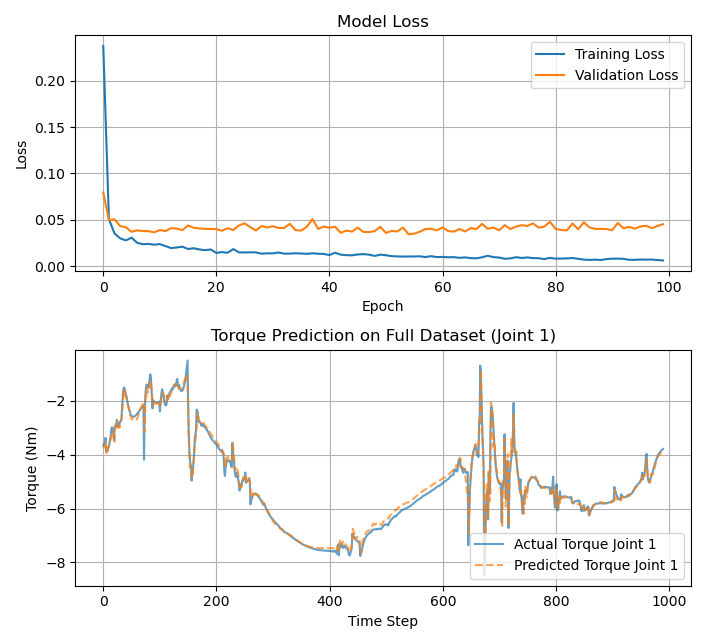 Model Loss
Training Loss
Validation Loss
0.20
0.15
0.10
0.05
0.00
Loss
0 20 40 60 80 100
Epoch
Torque Prediction on Full Dataset (Joint 1)
−2
−4
−6
−8
Torque (Nm)
Actual Torque Joint 1
Predicted Torque Joint 1
0 200 400 600 800 1000
Time Step